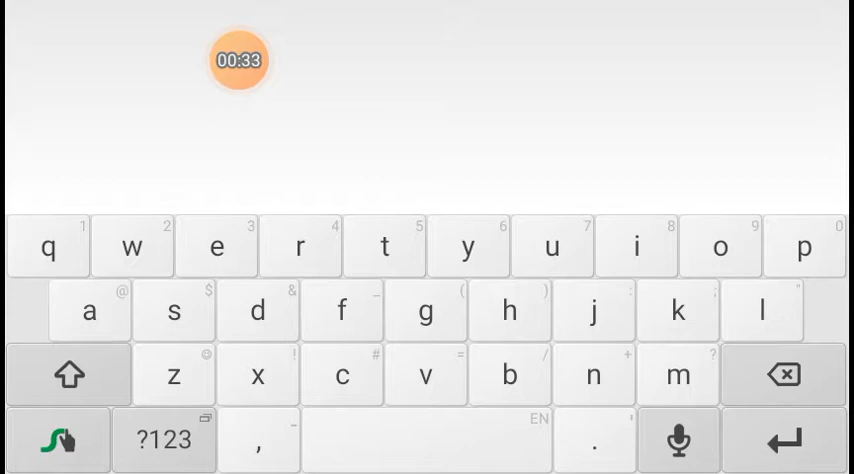 00:33
1 2 3 4 5 6 7 8 9 0
q w e r t y u i o p
@ $ & _ ( ) : ; "
a s d f g h j k l
☺ ! # = / + ?
z x c v b n m
EN
?123 , .